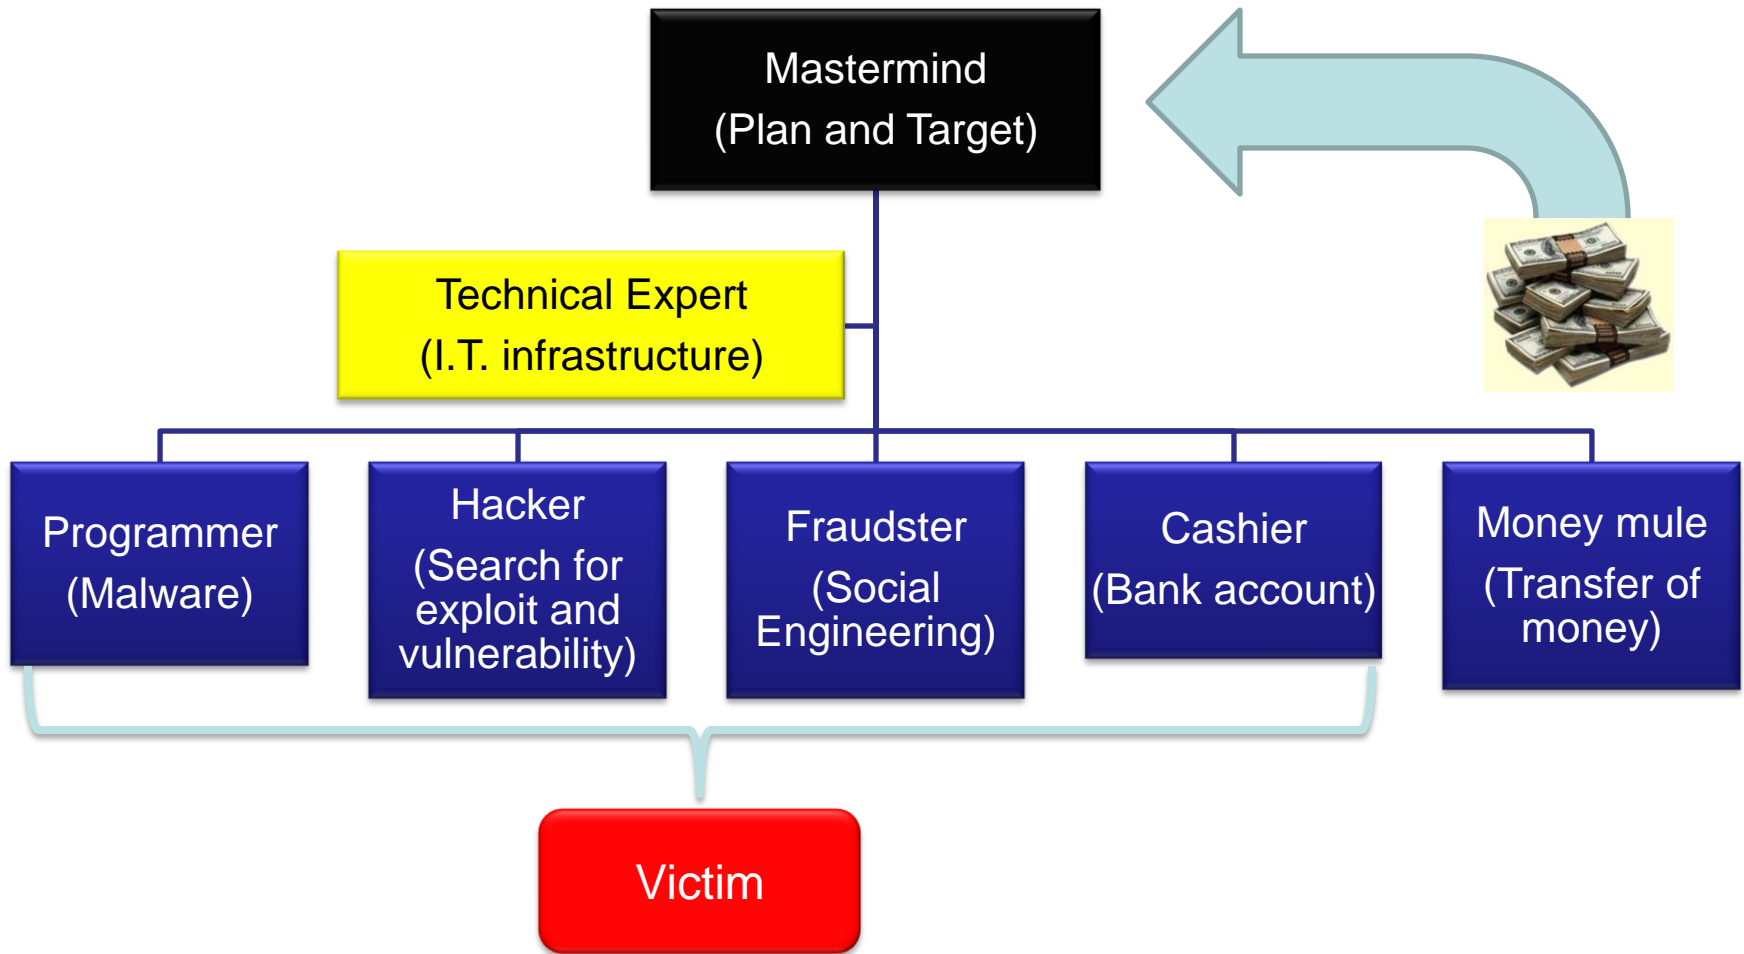 Mastermind
(Plan and Target)
Technical Expert
(I.T. infrastructure)
Programmer
(Malware)
Hacker
(Search for
exploit and
vulnerability)
Fraudster
(Social
Engineering)
Cashier
(Bank account)
Money mule
(Transfer of
money)
Victim